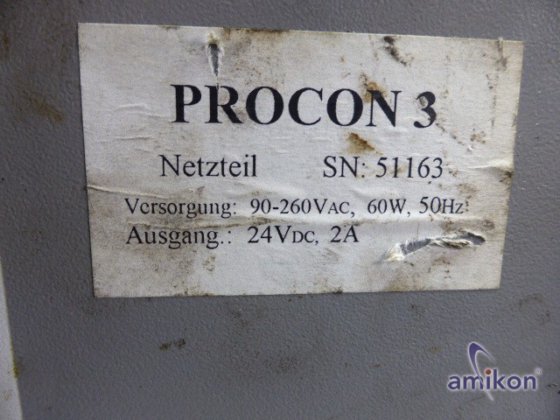 PROCON 3
Netzteil SN: 51163
Versorgung: 90-260VAC, 60W, 50Hz
Ausgang.: 24VDC, 2A
amikon